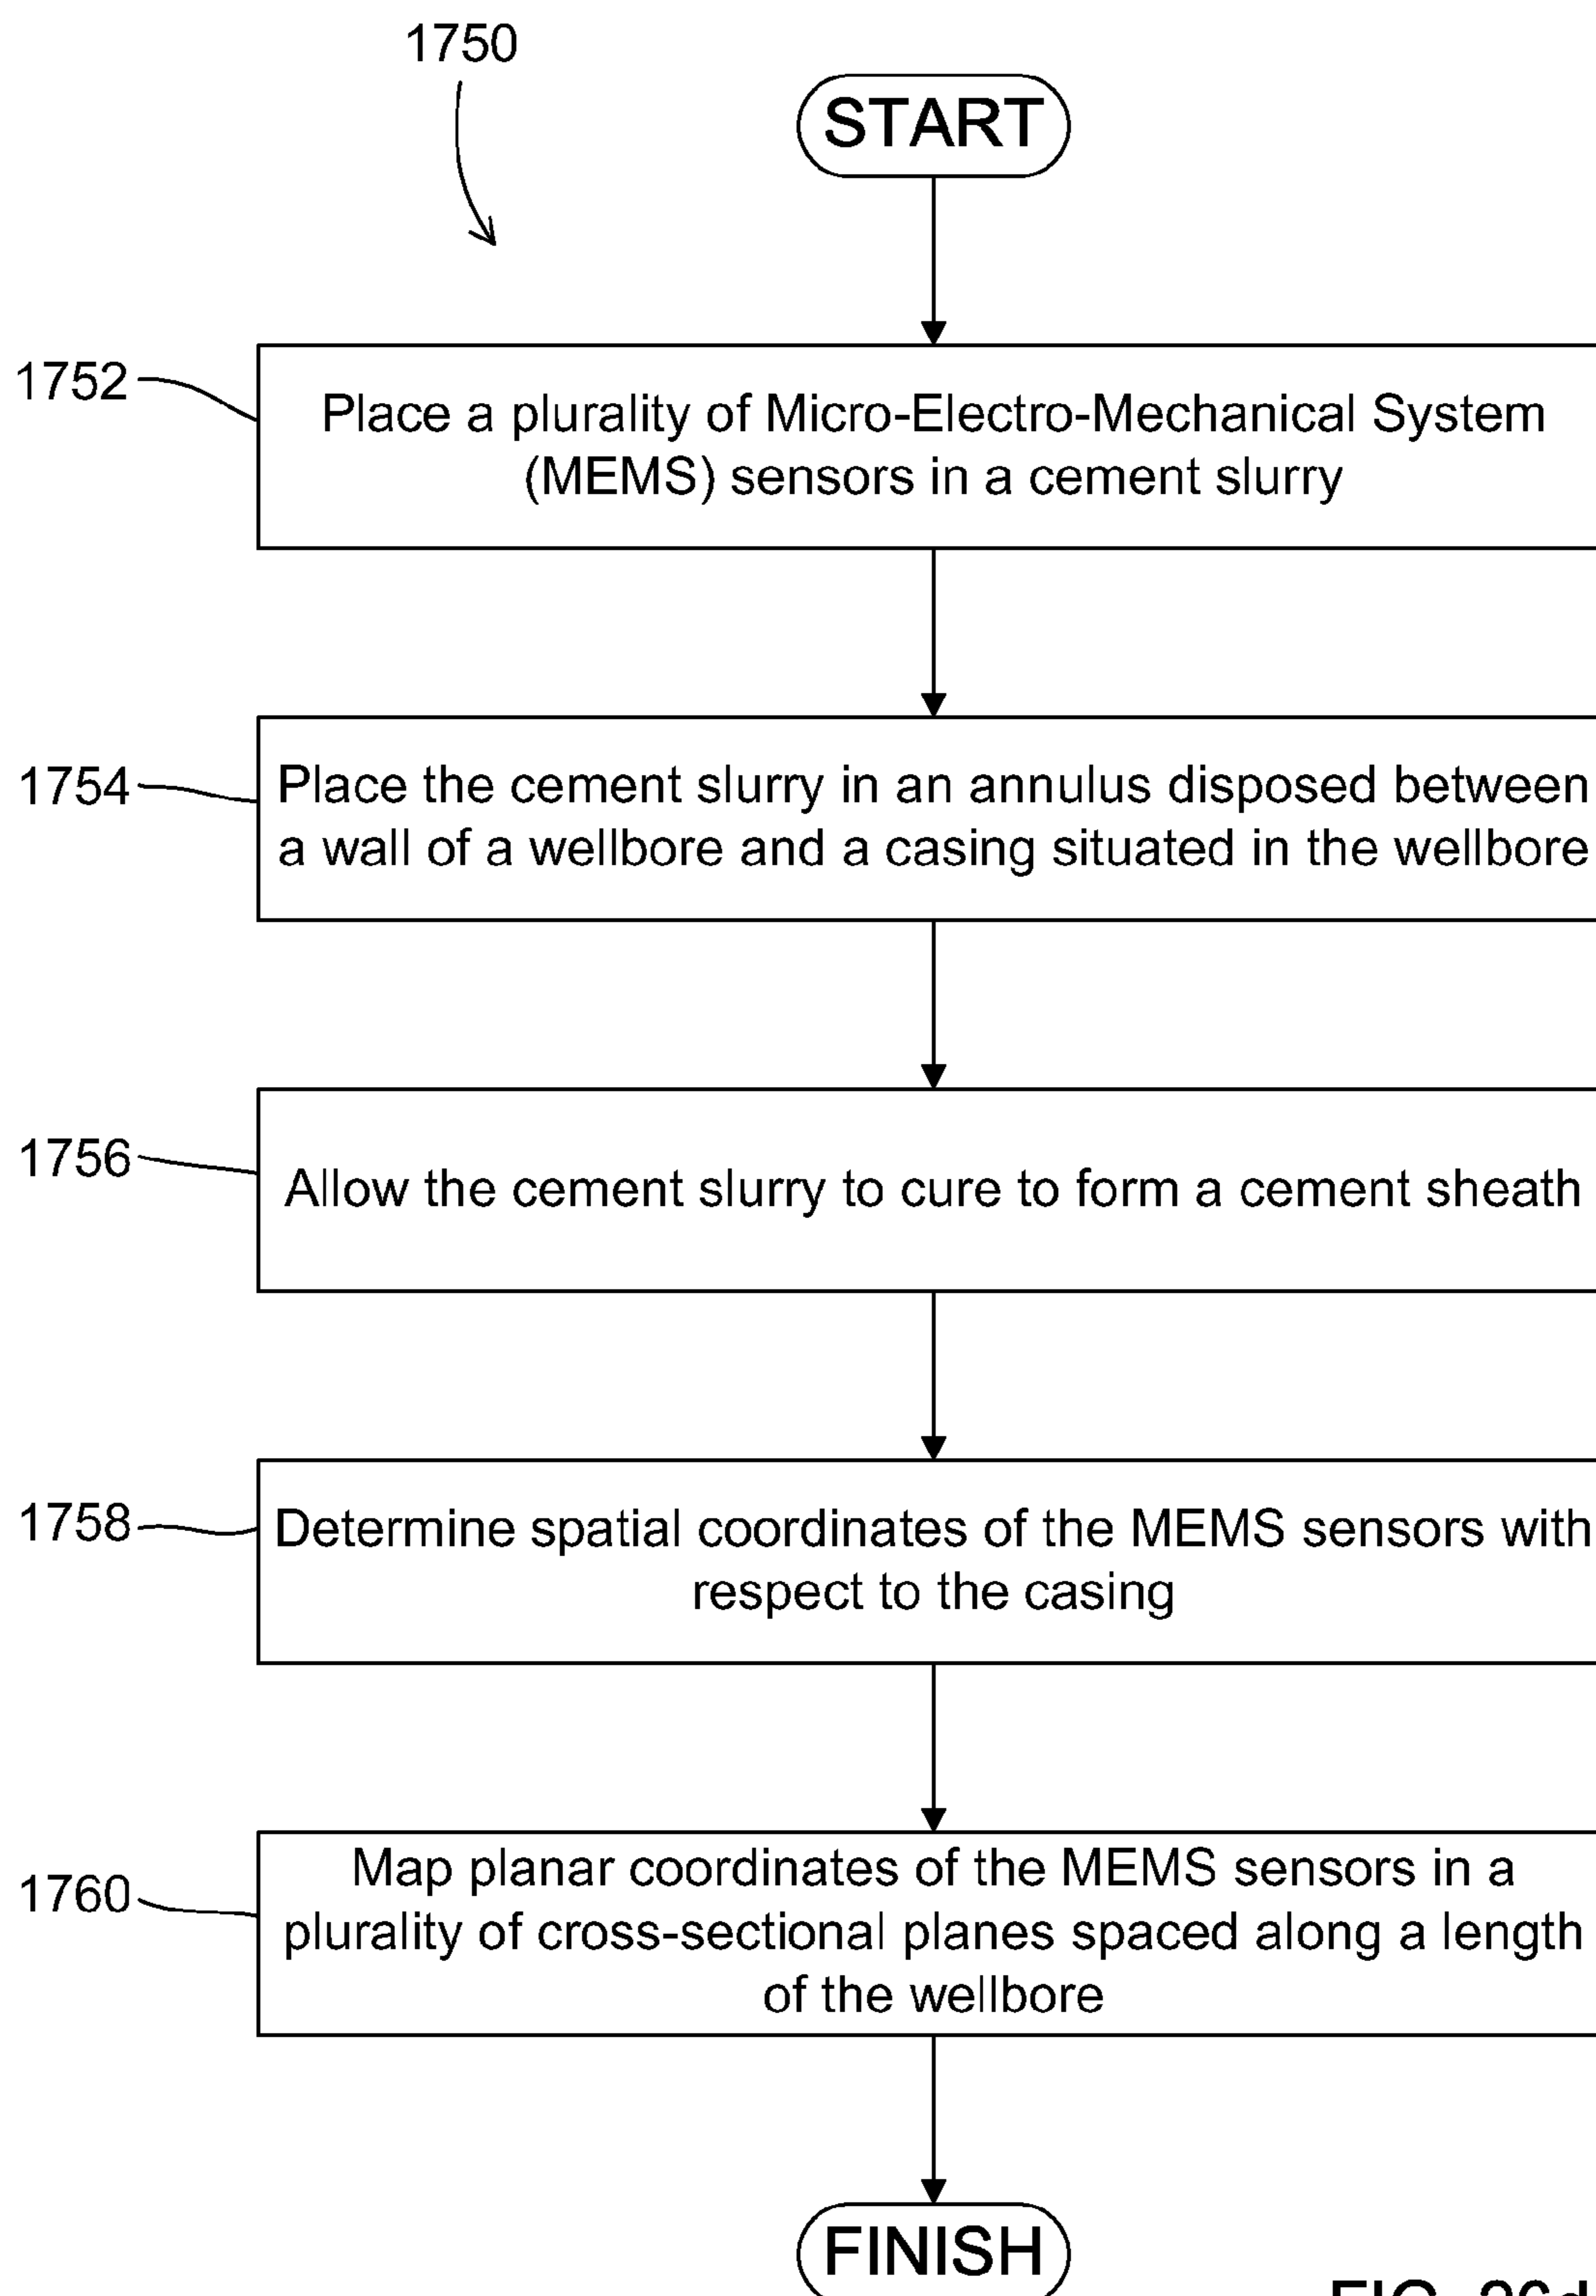 1750
START
1752
Place a plurality of Micro-Electro-Mechanical System
(MEMS) sensors in a cement slurry
1754
Place the cement slurry in an annulus disposed between
a wall of a wellbore and a casing situated in the wellbore
1756
Allow the cement slurry to cure to form a cement sheath
1758
Determine spatial coordinates of the MEMS sensors with
respect to the casing
1760
Map planar coordinates of the MEMS sensors in a
plurality of cross-sectional planes spaced along a length
of the wellbore
FINISH
FIG.